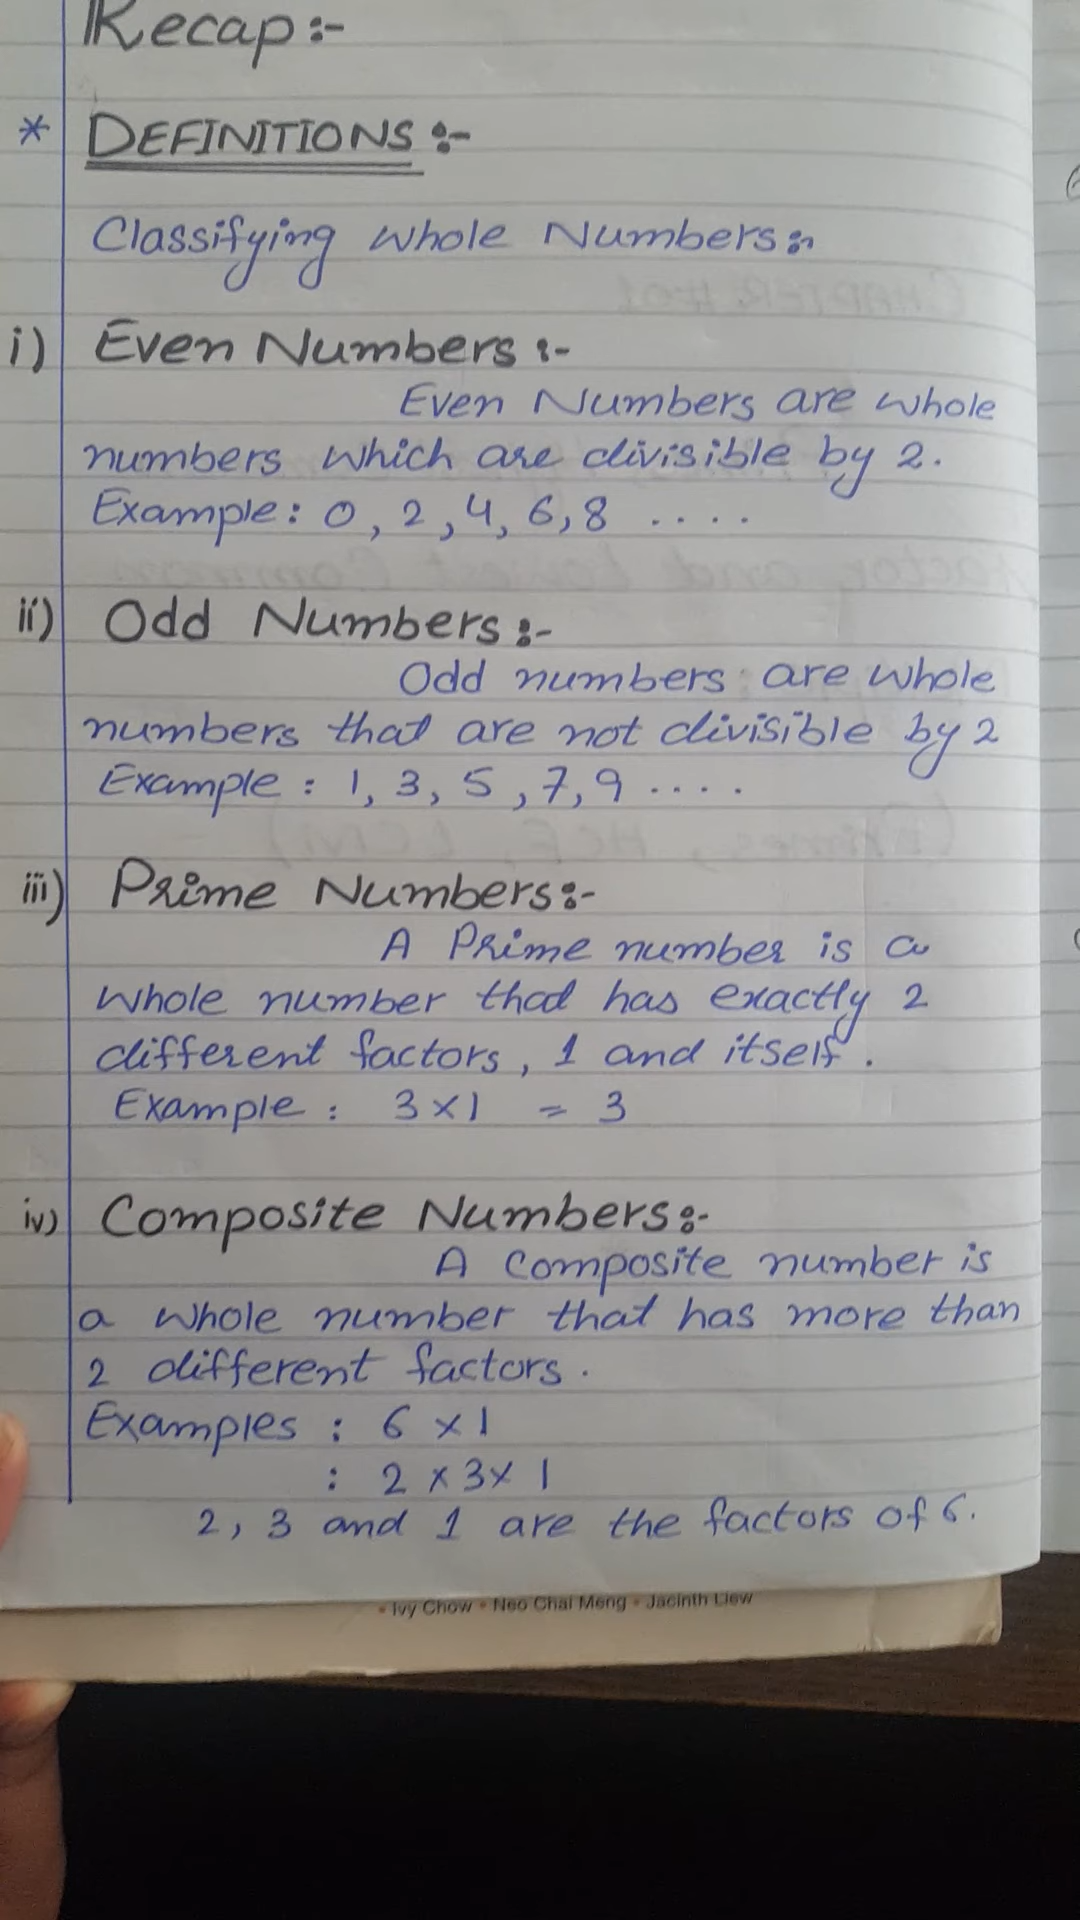 Recap:-
* DEFINITIONS :-
Classifying Whole Numbers:-
i) Even Numbers :-
Even Numbers are whole
numbers which are divisible by 2.
Example: 0, 2, 4, 6, 8 ....
ii) Odd Numbers :-
Odd numbers are whole
numbers that are not divisible by 2
Example : 1, 3, 5, 7, 9 ....
iii) Prime Numbers:-
A Prime number is a
whole number that has exactly 2
different factors, 1 and itself.
Example : 3 x 1 = 3
iv) Composite Numbers:-
A Composite number is
a whole number that has more than
2 different factors.
Examples : 6 x 1
: 2 x 3 x 1
2, 3 and 1 are the factors of 6.
• Ivy Chow • Neo Chai Meng • Jacinth Liew